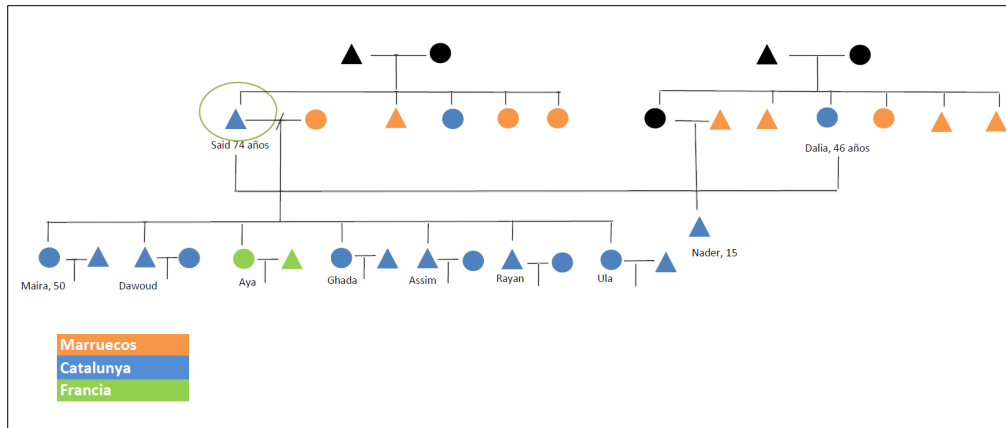 Said 74 años
Dalia, 46 años
Nader, 15
Maira, 50
Dawoud
Aya
Ghada
Assim
Rayan
Ula
Marruecos
Catalunya
Francia